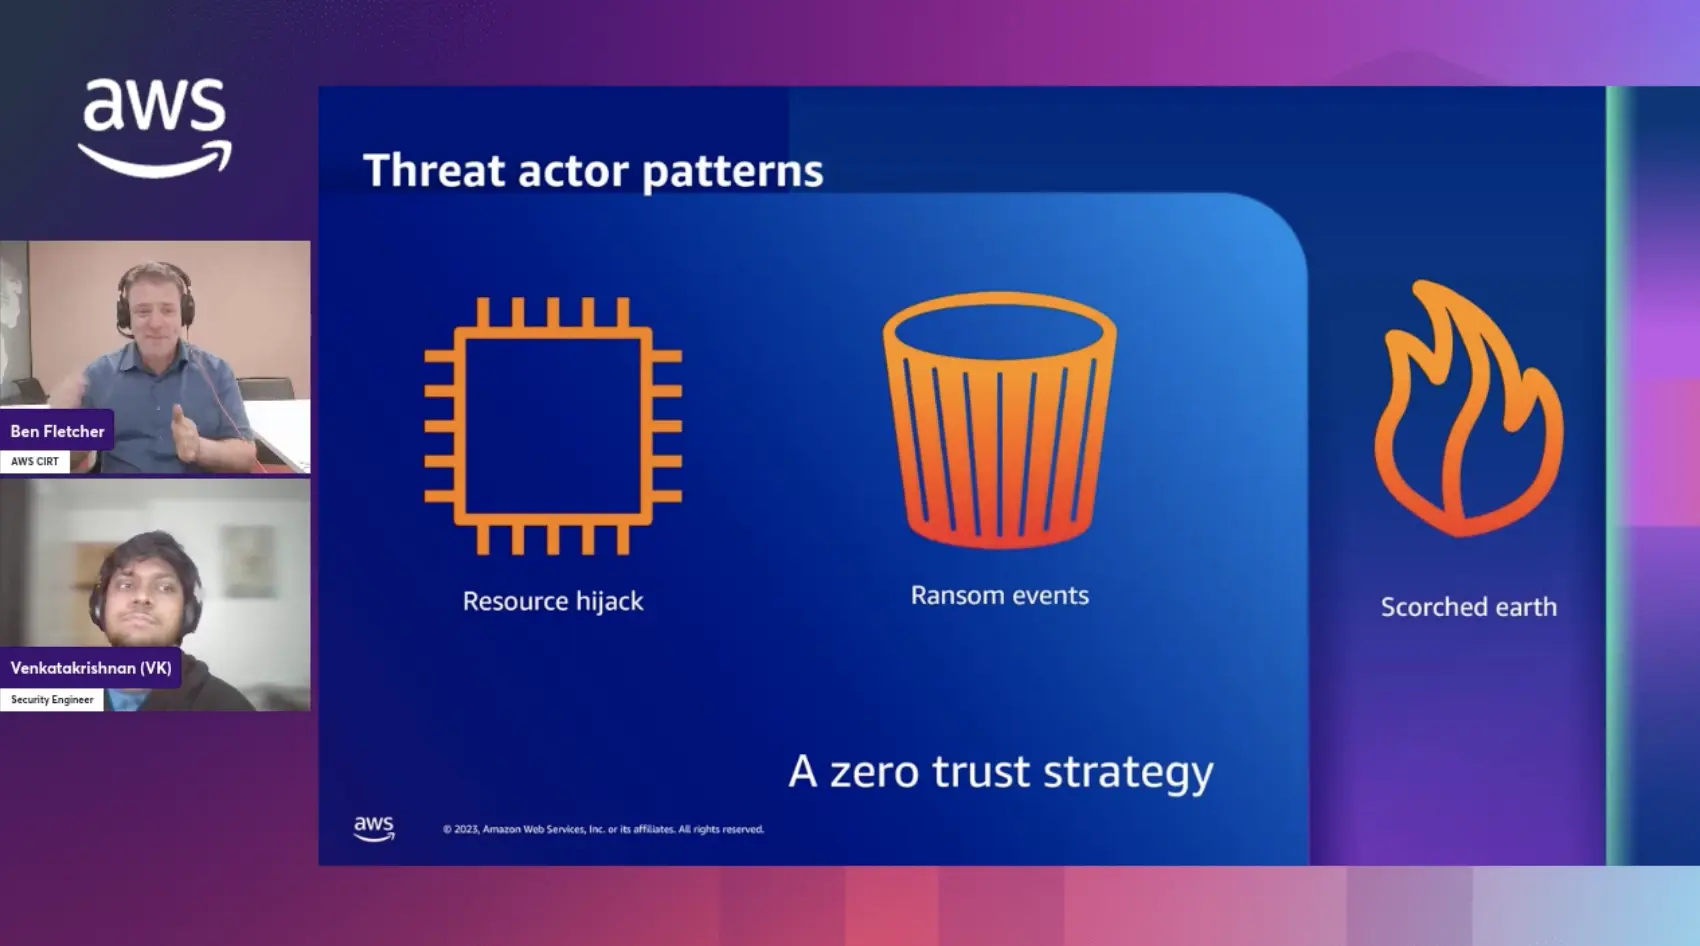 aws
Threat actor patterns
Ben Fletcher
AWS CIRT
Venkatakrishnan (VK)
Security Engineer
Resource hijack
Ransom events
Scorched earth
A zero trust strategy
aws
© 2023, Amazon Web Services, Inc. or its affiliates. All rights reserved.